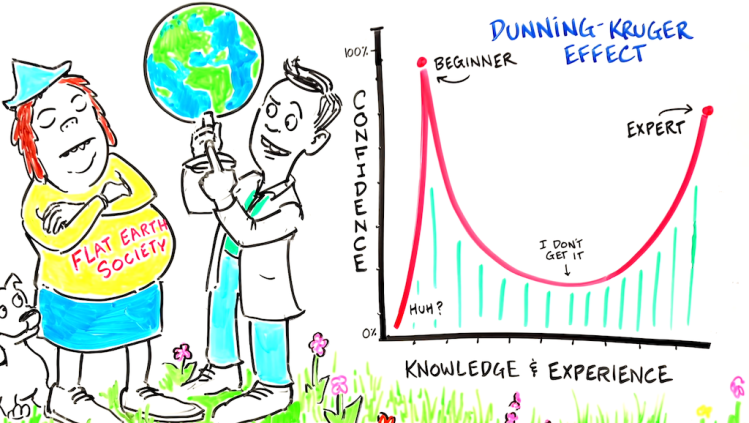 FLAT EARTH
SOCIETY
DUNNING-KRUGER
EFFECT
100%
BEGINNER
EXPERT
CONFIDENCE
I DON'T
GET IT
HUH?
0%
KNOWLEDGE & EXPERIENCE